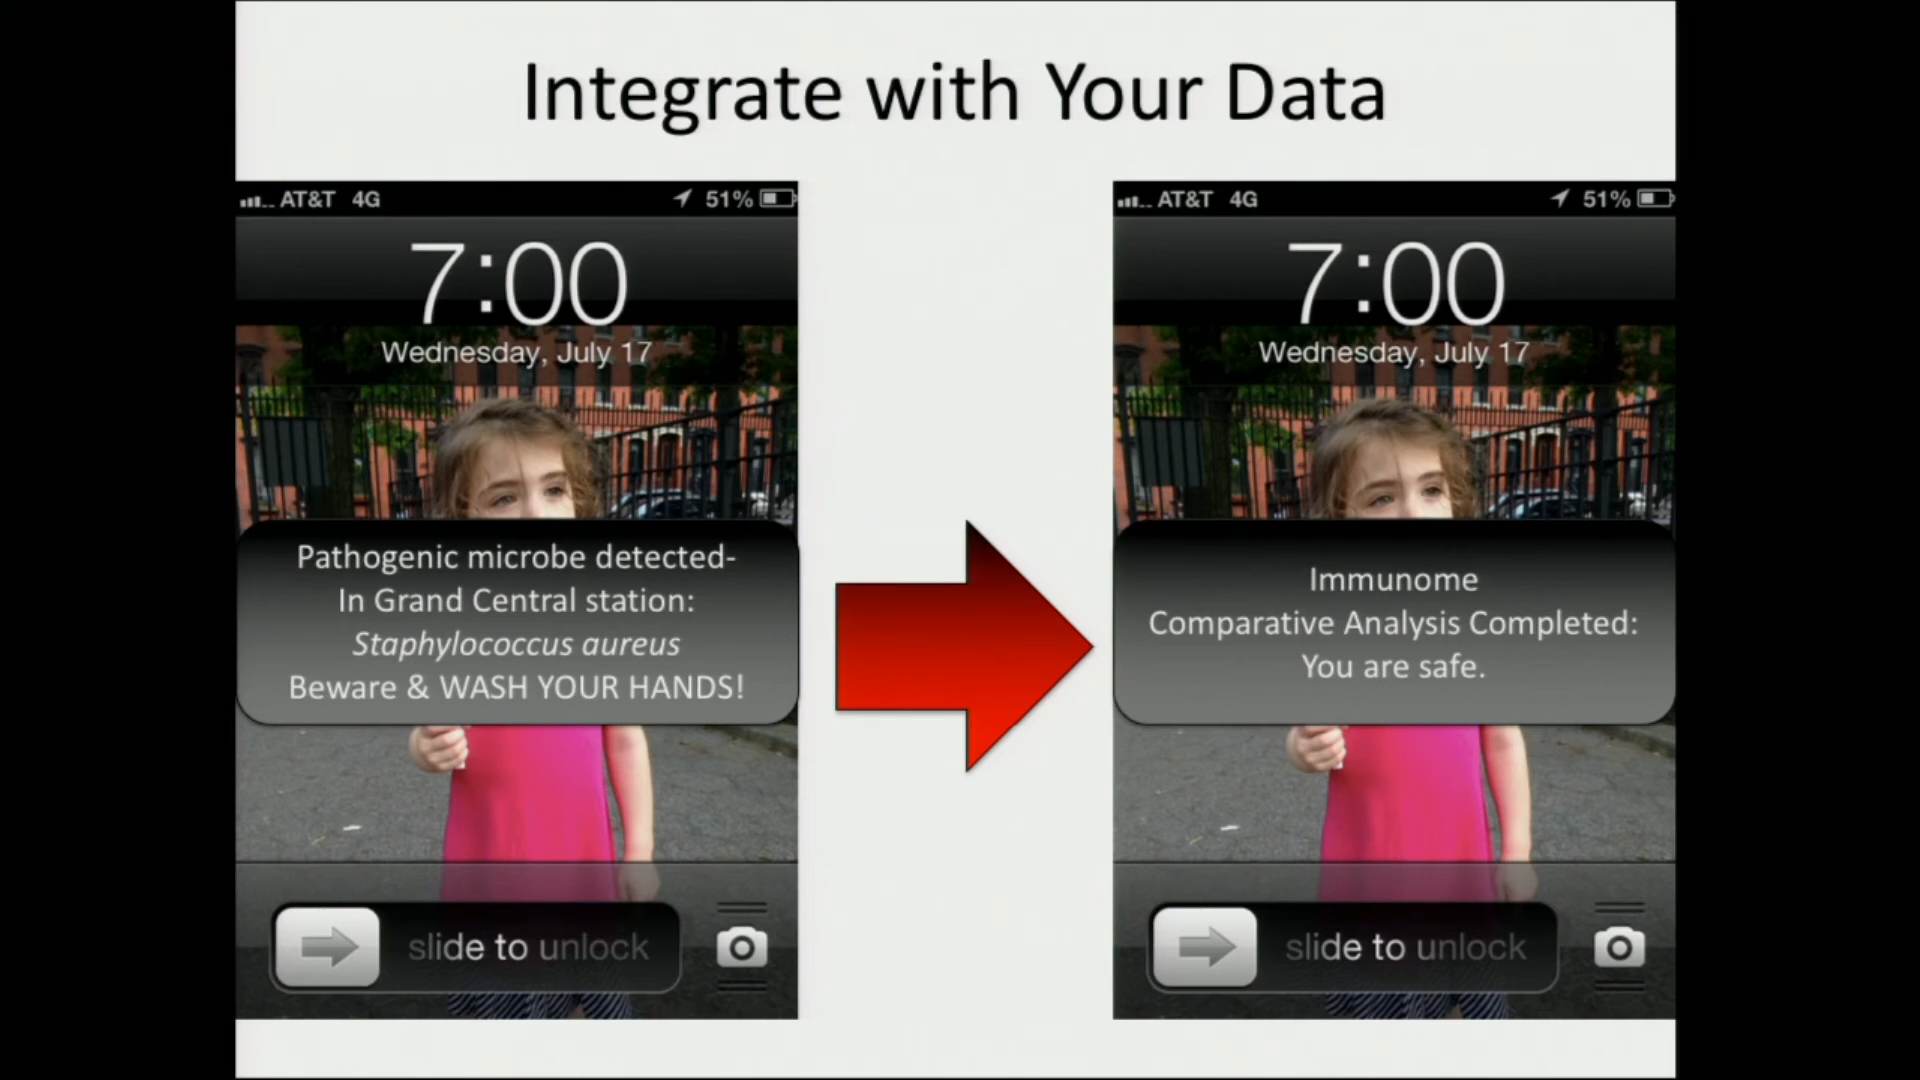 Integrate with Your Data
AT&T 4G 51%
7:00
Wednesday, July 17
Pathogenic microbe detected-
In Grand Central station:
Staphylococcus aureus
Beware & WASH YOUR HANDS!
slide to unlock
AT&T 4G 51%
7:00
Wednesday, July 17
Immunome
Comparative Analysis Completed:
You are safe.
slide to unlock